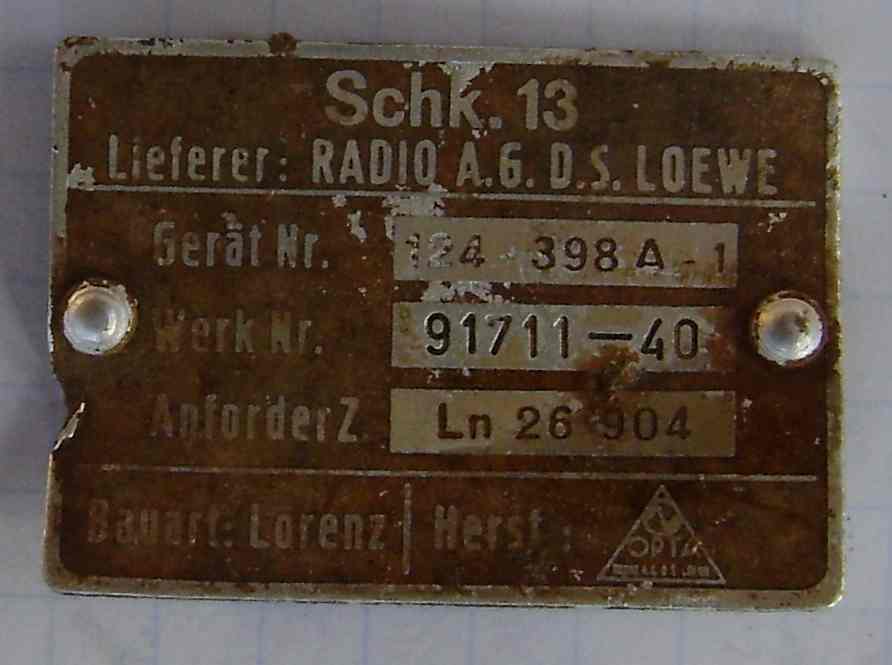 Schk. 13
Lieferer: RADIO A.G. D.S. LOEWE
Gerät Nr. 124-398 A-1
Werk Nr. 91711-40
AnforderZ Ln 26 904
Bauart: Lorenz Herst:
OPTA